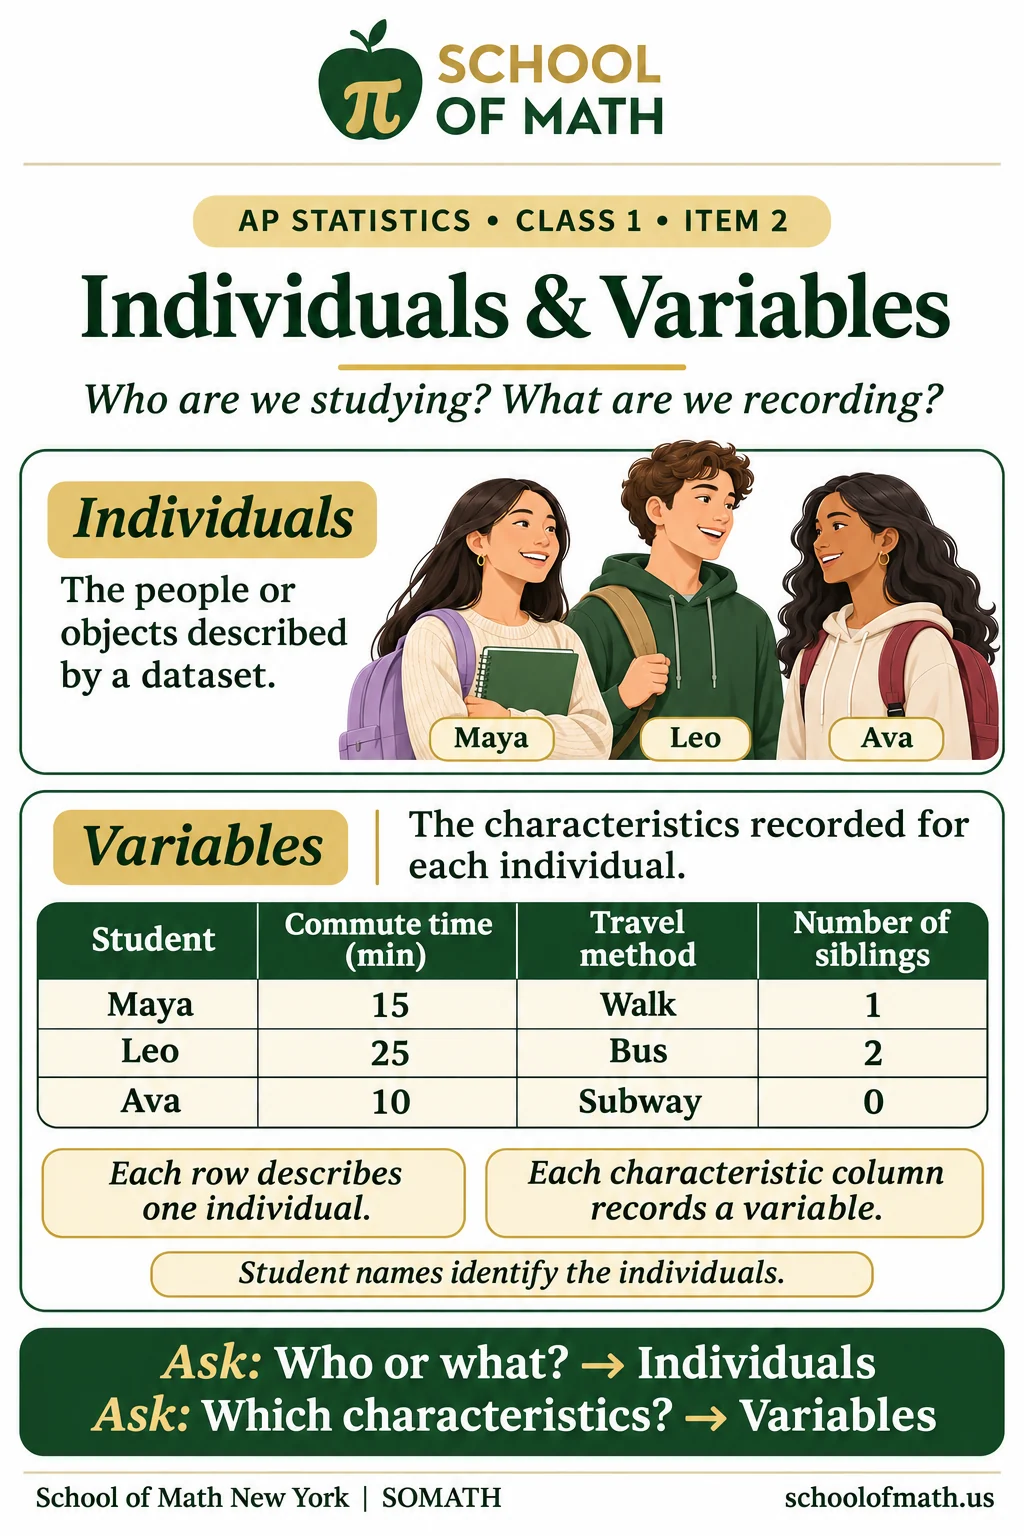 π
SCHOOL
OF MATH
AP STATISTICS • CLASS 1 • ITEM 2
Individuals & Variables
Who are we studying? What are we recording?
Individuals
The people or
objects described
by a dataset.
Maya
Leo
Ava
Variables
The characteristics recorded for
each individual.
Student Commute time (min) Travel method Number of siblings
Maya 15 Walk 1
Leo 25 Bus 2
Ava 10 Subway 0
Each row describes
one individual.
Each characteristic column
records a variable.
Student names identify the individuals.
Ask: Who or what? → Individuals
Ask: Which characteristics? → Variables
School of Math New York | SOMATH
schoolofmath.us